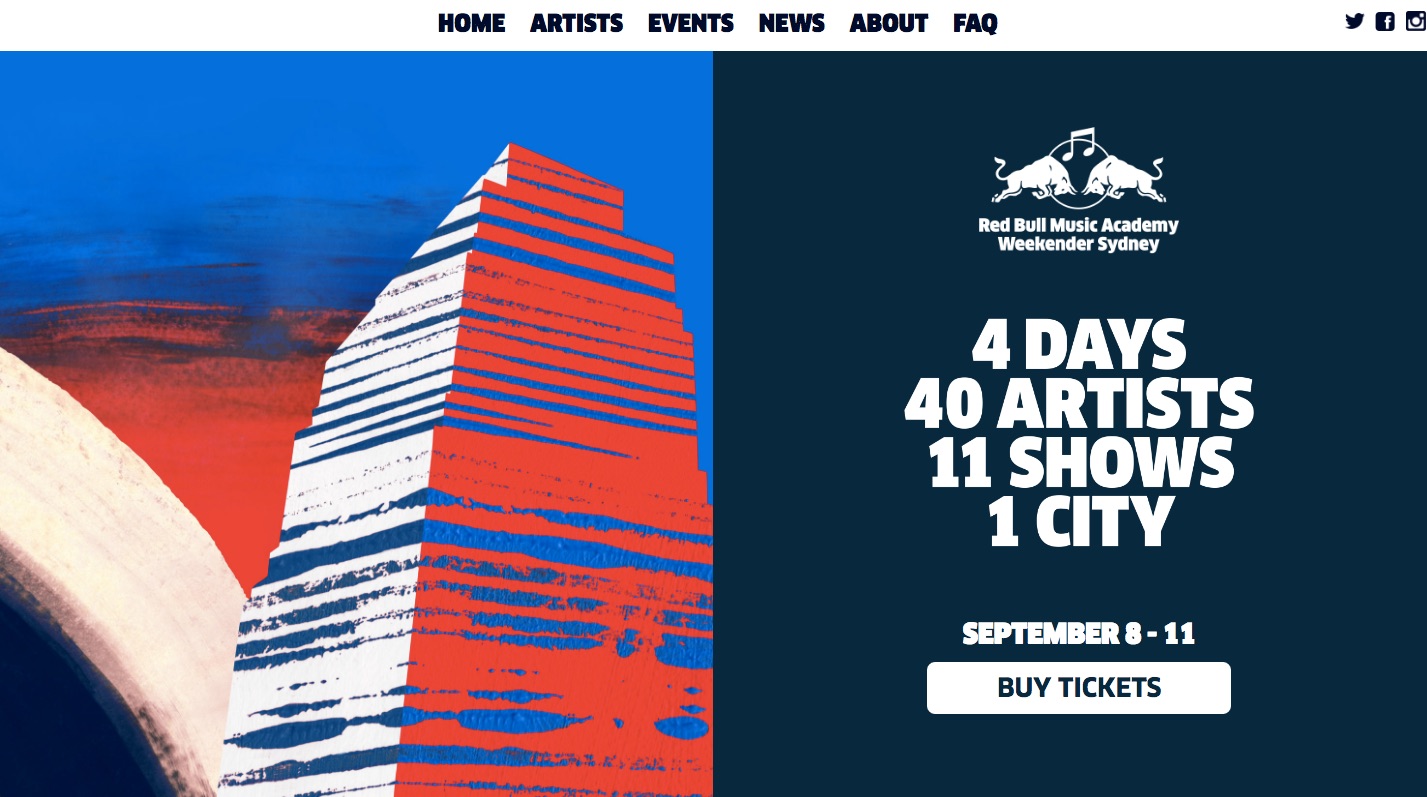 HOME ARTISTS EVENTS NEWS ABOUT FAQ
Red Bull Music Academy
Weekender Sydney
4 DAYS
40 ARTISTS
11 SHOWS
1 CITY
SEPTEMBER 8 - 11
BUY TICKETS